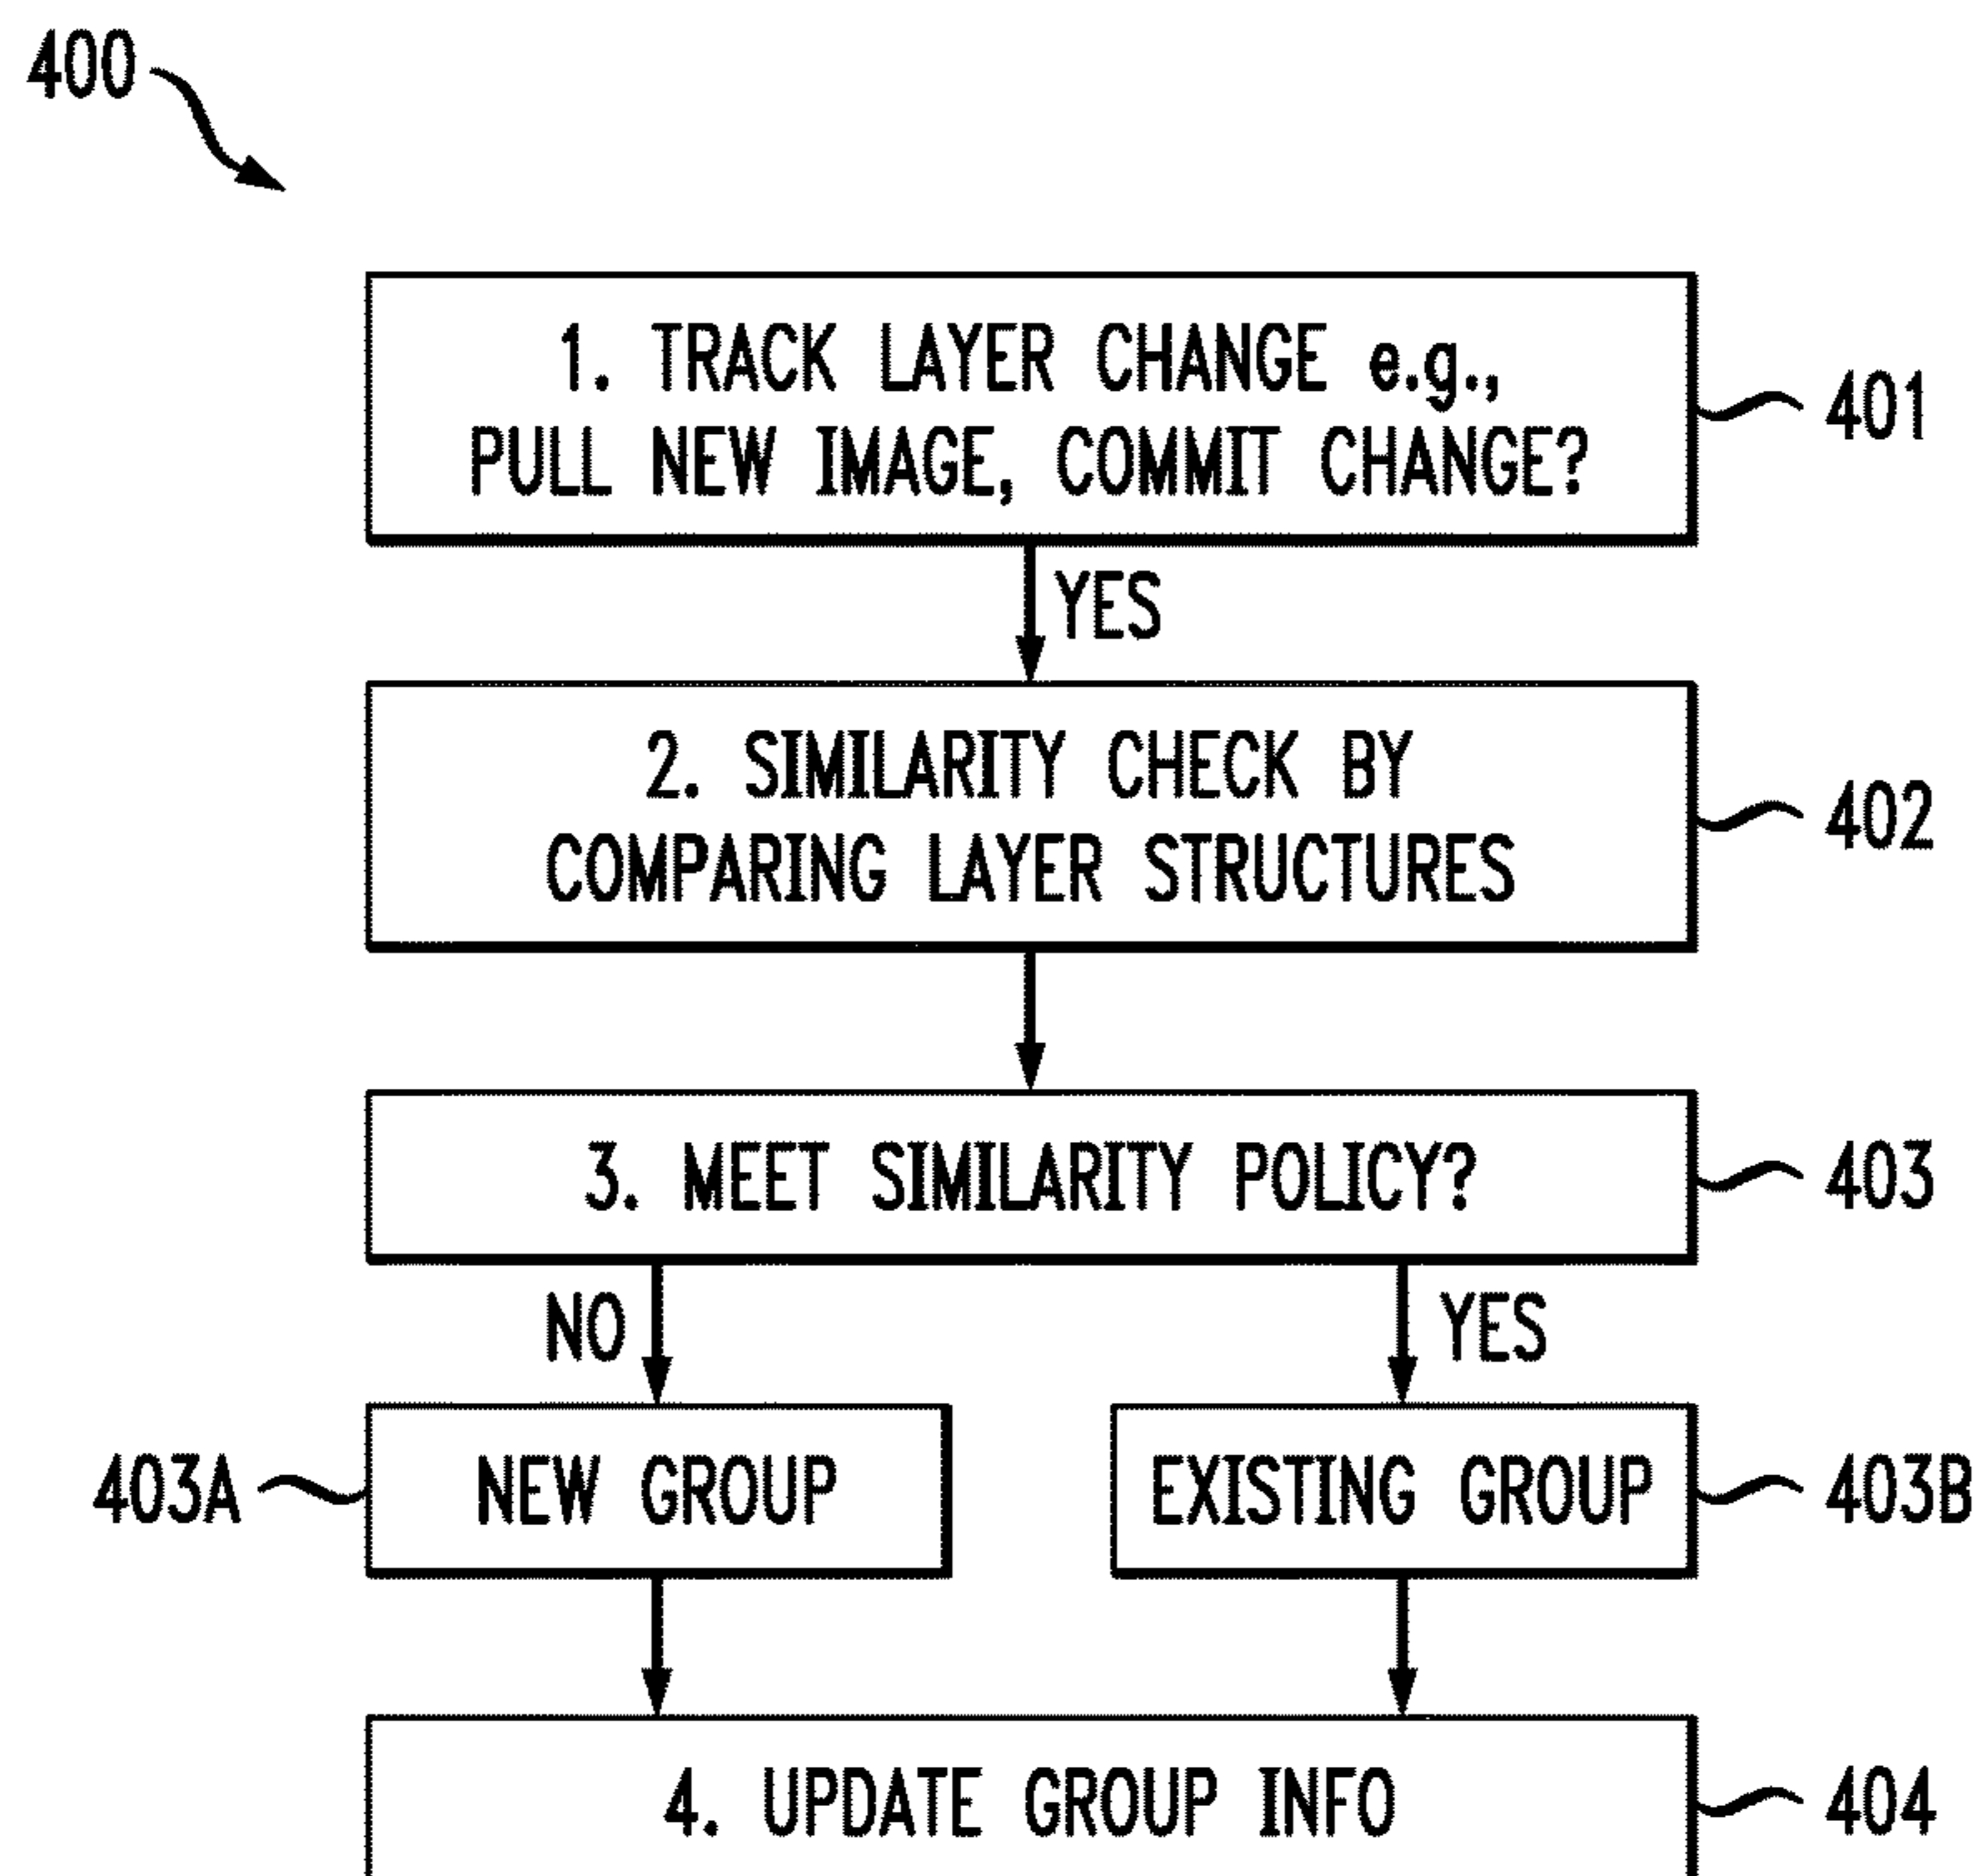 400
1. TRACK LAYER CHANGE e.g.,
PULL NEW IMAGE, COMMIT CHANGE?
401
YES
2. SIMILARITY CHECK BY
COMPARING LAYER STRUCTURES
402
3. MEET SIMILARITY POLICY?
403
NO
YES
403A
NEW GROUP
EXISTING GROUP
403B
4. UPDATE GROUP INFO
404